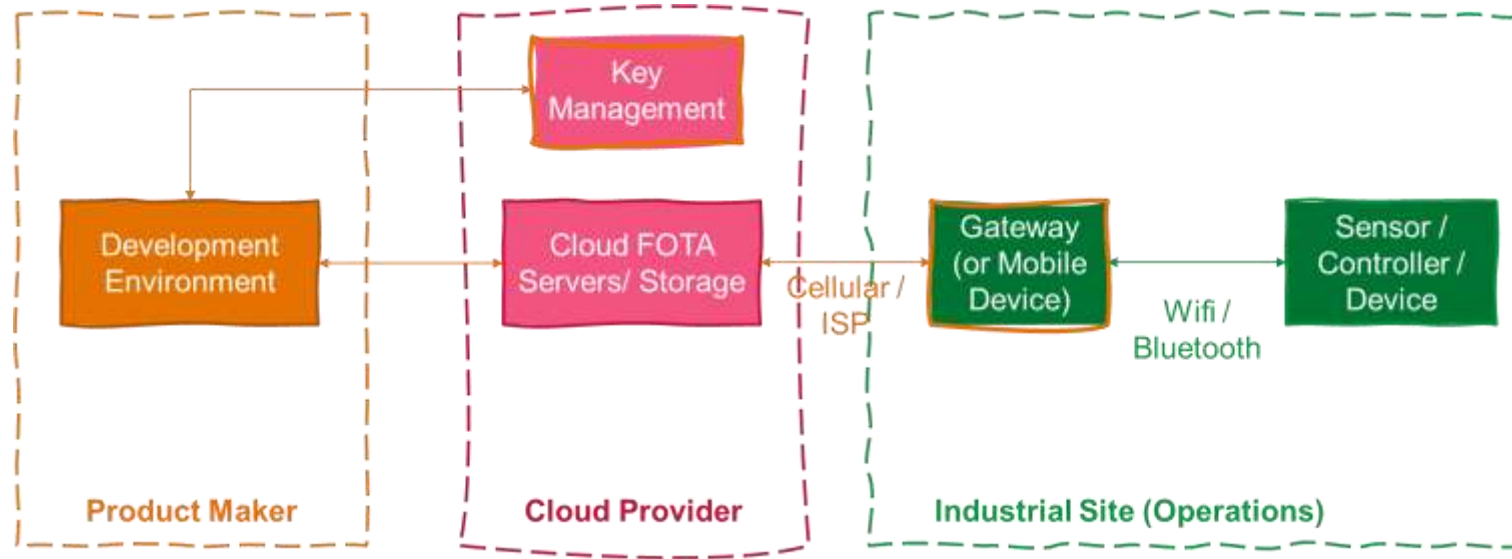 Key
Management
Development
Environment
Cloud FOTA
Servers/ Storage
Cellular /
ISP
Gateway
(or Mobile
Device)
Wifi /
Bluetooth
Sensor /
Controller /
Device
Product Maker
Cloud Provider
Industrial Site (Operations)